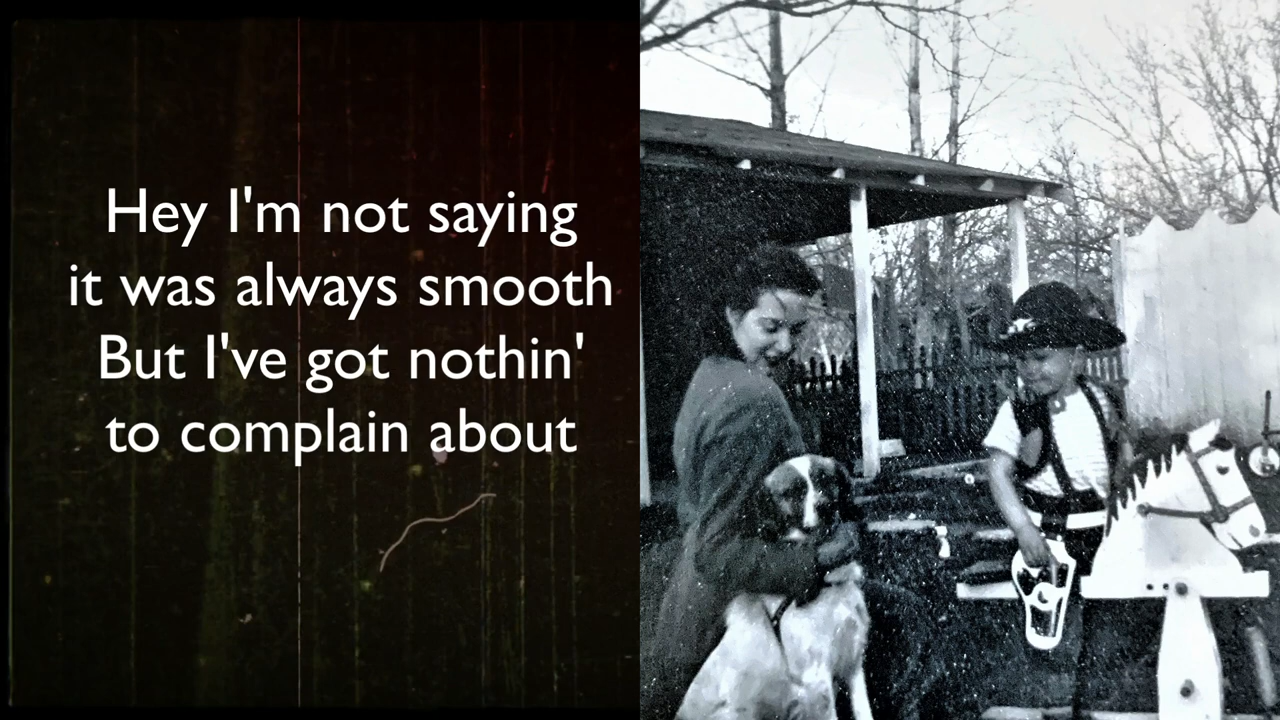 Hey I'm not saying
it was always smooth
But I've got nothin'
to complain about